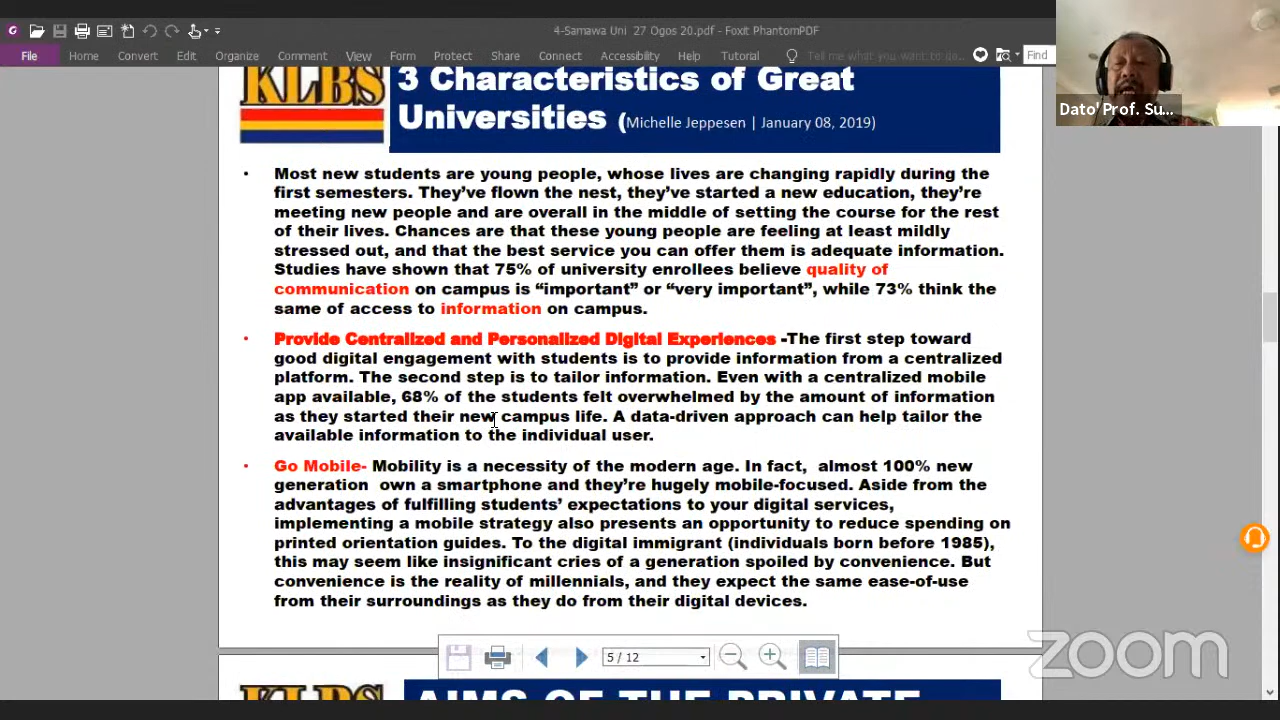 4-Samawa Uni 27 Ogos 20.pdf - Foxit PhantomPDF
File Home Convert Edit Organize Comment View Form Protect Share Connect Accessibility Help Tutorial Tell me what you want to do... Find
Dato' Prof. Su...
KLBS
3 Characteristics of Great
Universities (Michelle Jeppesen | January 08, 2019)
• Most new students are young people, whose lives are changing rapidly during the
first semesters. They’ve flown the nest, they’ve started a new education, they’re
meeting new people and are overall in the middle of setting the course for the rest
of their lives. Chances are that these young people are feeling at least mildly
stressed out, and that the best service you can offer them is adequate information.
Studies have shown that 75% of university enrollees believe quality of
communication on campus is “important” or “very important”, while 73% think the
same of access to information on campus.
• Provide Centralized and Personalized Digital Experiences -The first step toward
good digital engagement with students is to provide information from a centralized
platform. The second step is to tailor information. Even with a centralized mobile
app available, 68% of the students felt overwhelmed by the amount of information
as they started their new campus life. A data-driven approach can help tailor the
available information to the individual user.
• Go Mobile- Mobility is a necessity of the modern age. In fact, almost 100% new
generation own a smartphone and they’re hugely mobile-focused. Aside from the
advantages of fulfilling students’ expectations to your digital services,
implementing a mobile strategy also presents an opportunity to reduce spending on
printed orientation guides. To the digital immigrant (individuals born before 1985),
this may seem like insignificant cries of a generation spoiled by convenience. But
convenience is the reality of millennials, and they expect the same ease-of-use
from their surroundings as they do from their digital devices.
5 / 12
zoom
KLBS
AIMS OF THE PRIVATE